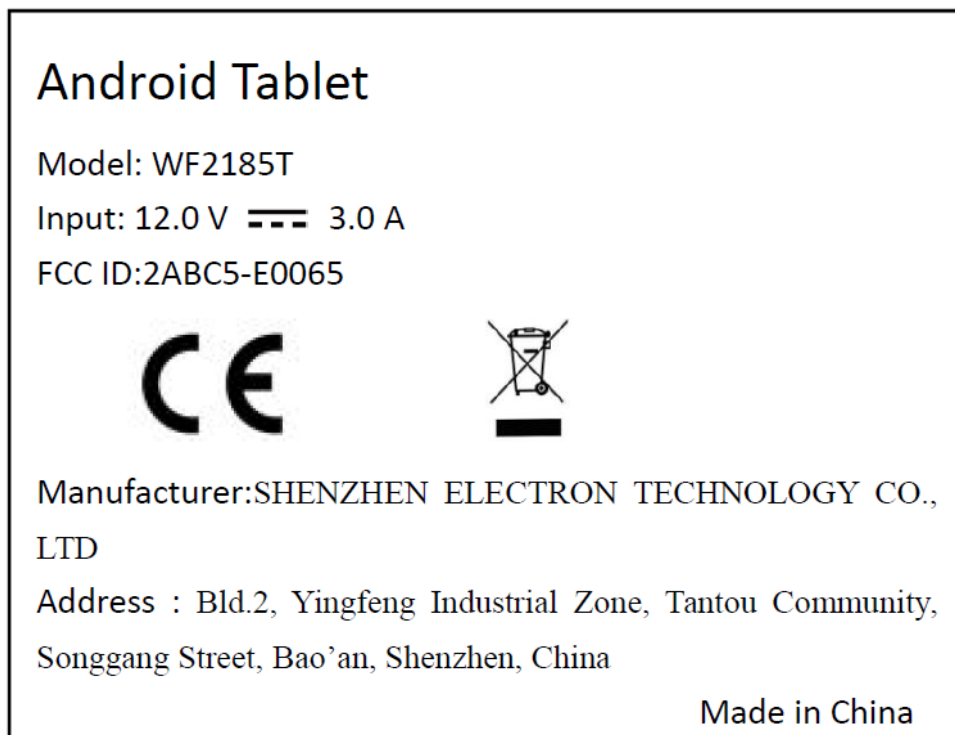 Android Tablet
Model: WF2185T
Input: 12.0 V ⎓ 3.0 A
FCC ID:2ABC5-E0065
CE
Manufacturer:SHENZHEN ELECTRON TECHNOLOGY CO.,
LTD
Address : Bld.2, Yingfeng Industrial Zone, Tantou Community,
Songgang Street, Bao’an, Shenzhen, China
Made in China